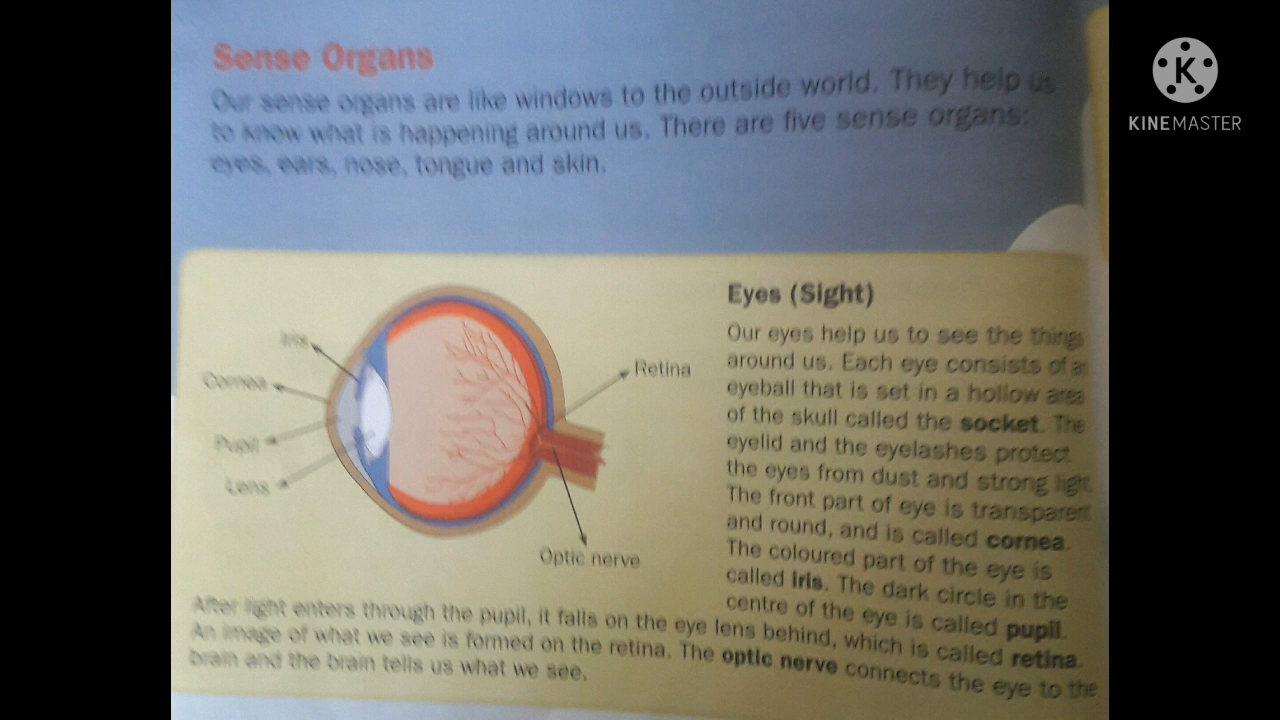 Sense Organs
Our sense organs are like windows to the outside world. They help us
to know what is happening around us. There are five sense organs:
eyes, ears, nose, tongue and skin.
KINEMASTER
Eyes (Sight)
Our eyes help us to see the things
around us. Each eye consists of an
eyeball that is set in a hollow area
of the skull called the socket. The
eyelid and the eyelashes protect
the eyes from dust and strong light.
The front part of eye is transparent
and round, and is called cornea.
The coloured part of the eye is
called iris. The dark circle in the
centre of the eye is called pupil.
Iris
Cornea
Pupil
Lens
Retina
Optic nerve
After light enters through the pupil, it falls on the eye lens behind, which is called retina.
An image of what we see is formed on the retina. The optic nerve connects the eye to the
brain and the brain tells us what we see.